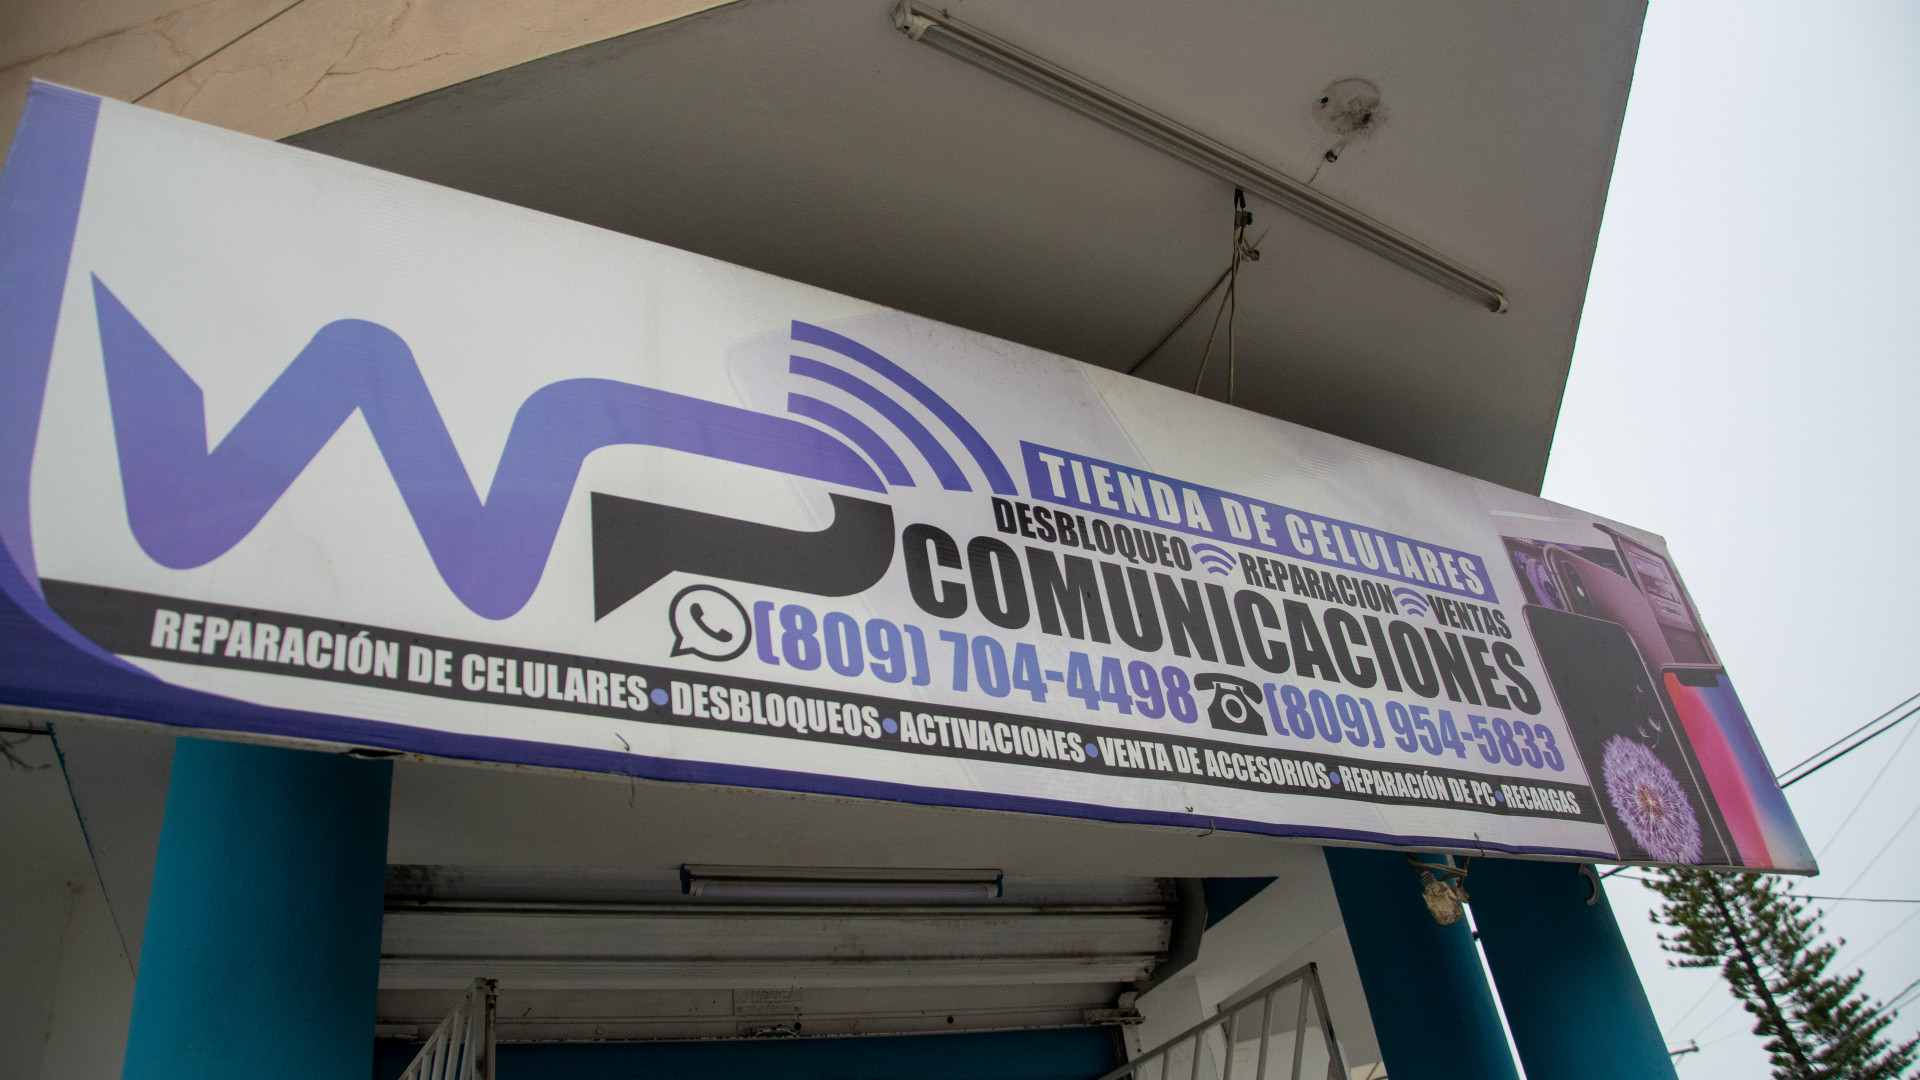 WP
TIENDA DE CELULARES
DESBLOQUEO REPARACION VENTAS
COMUNICACIONES
(809) 704-4498 (809) 954-5833
REPARACIÓN DE CELULARES•DESBLOQUEOS•ACTIVACIONES•VENTA DE ACCESORIOS•REPARACIÓN DE PC•RECARGAS